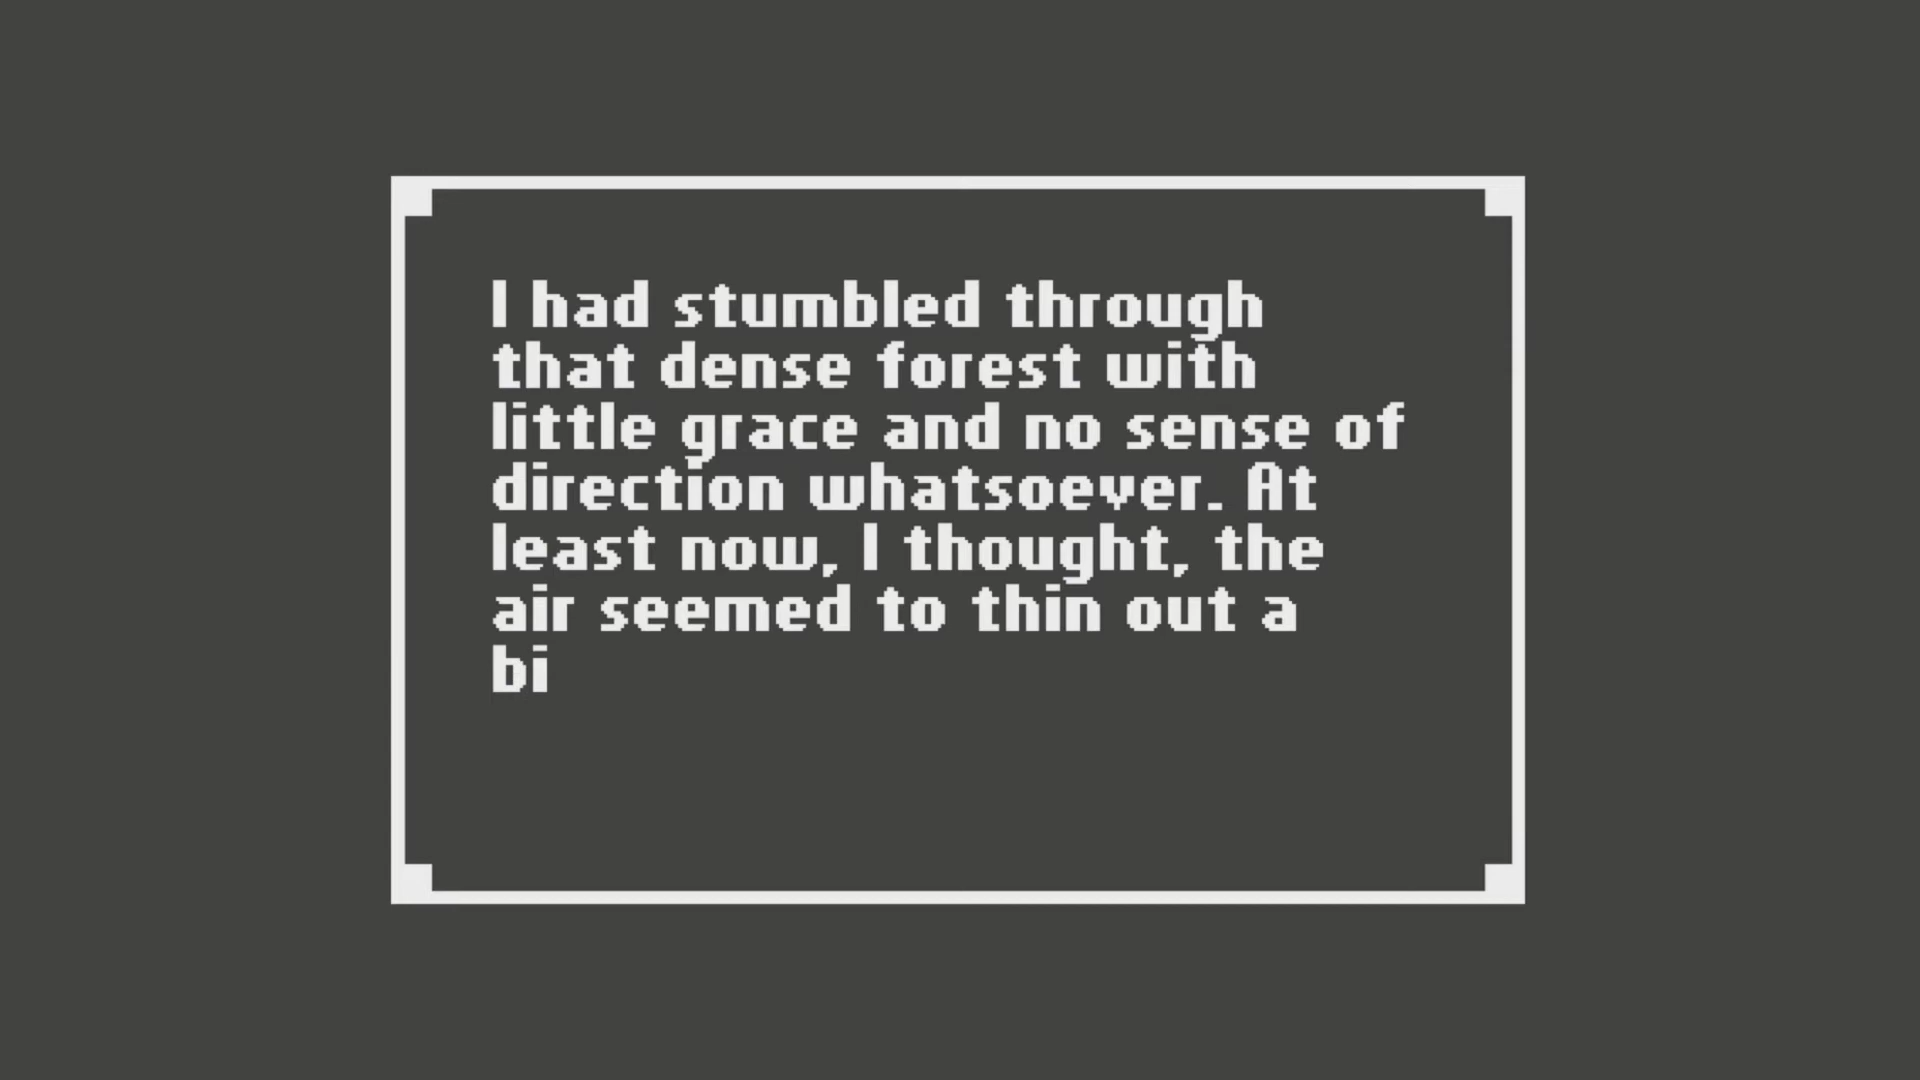 I had stumbled through
that dense forest with
little grace and no sense of
direction whatsoever. At
least now, I thought, the
air seemed to thin out a
bi